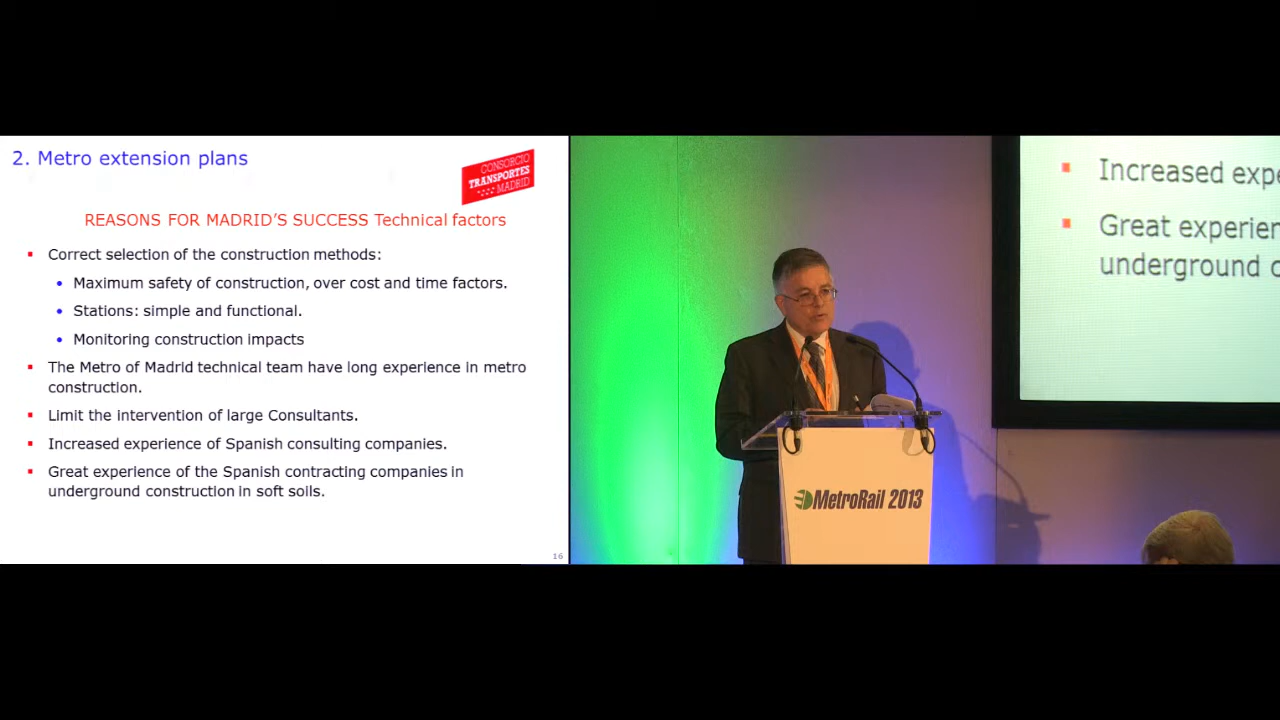 2. Metro extension plans
CONSORCIO
TRANSPORTES
MADRID
REASONS FOR MADRID'S SUCCESS Technical factors
Correct selection of the construction methods:
Maximum safety of construction, over cost and time factors.
Stations: simple and functional.
Monitoring construction impacts
The Metro of Madrid technical team have long experience in metro
construction.
Limit the intervention of large Consultants.
Increased experience of Spanish consulting companies.
Great experience of the Spanish contracting companies in
underground construction in soft soils.
16
Increased expe
Great experien
underground c
MetroRail 2013